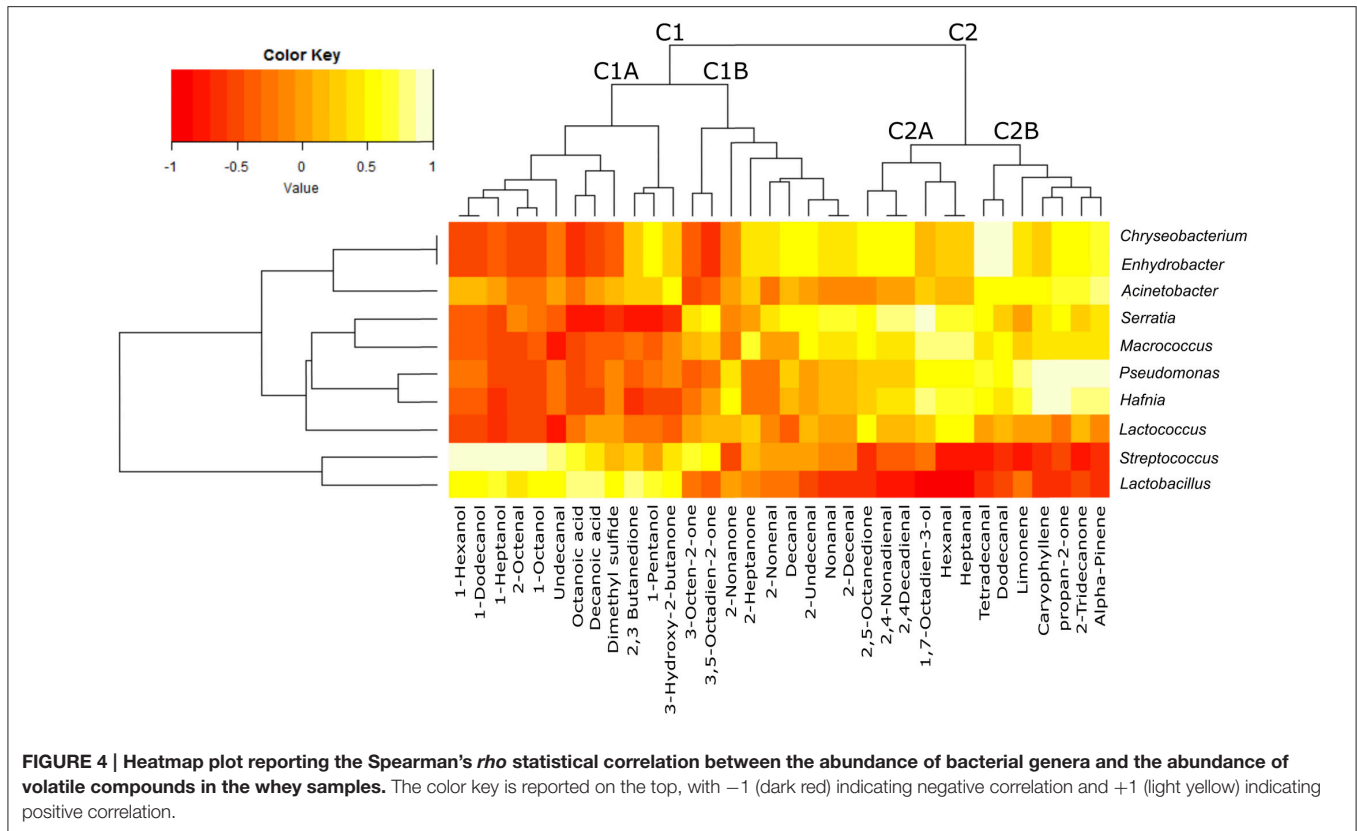 C1
C2
Color Key
C1A
C1B
C2A
C2B
-1
-0.5
0
0.5
1
Value
Chryseobacterium
Enhydrobacter
Acinetobacter
Serratia
Macrococcus
Pseudomonas
Hafnia
Lactococcus
Streptococcus
Lactobacillus
1-Hexanol
1-Dodecanol
1-Heptanol
2-Octenal
1-Octanol
Undecanal
Octanoic acid
Decanoic acid
Dimethyl sulfide
2,3 Butanedione
1-Pentanol
3-Hydroxy-2-butanone
3-Octen-2-one
3,5-Octadien-2-one
2-Nonanone
2-Heptanone
2-Nonenal
Decanal
2-Undecenal
Nonanal
2-Decenal
2,5-Octanedione
2,4-Nonadienal
2,4Decadienal
1,7-Octadien-3-ol
Hexanal
Heptanal
Tetradecanal
Dodecanal
Limonene
Caryophyllene
propan-2-one
2-Tridecanone
Alpha-Pinene
FIGURE 4 | Heatmap plot reporting the Spearman's rho statistical correlation between the abundance of bacterial genera and the abundance of
volatile compounds in the whey samples. The color key is reported on the top, with −1 (dark red) indicating negative correlation and +1 (light yellow) indicating
positive correlation.